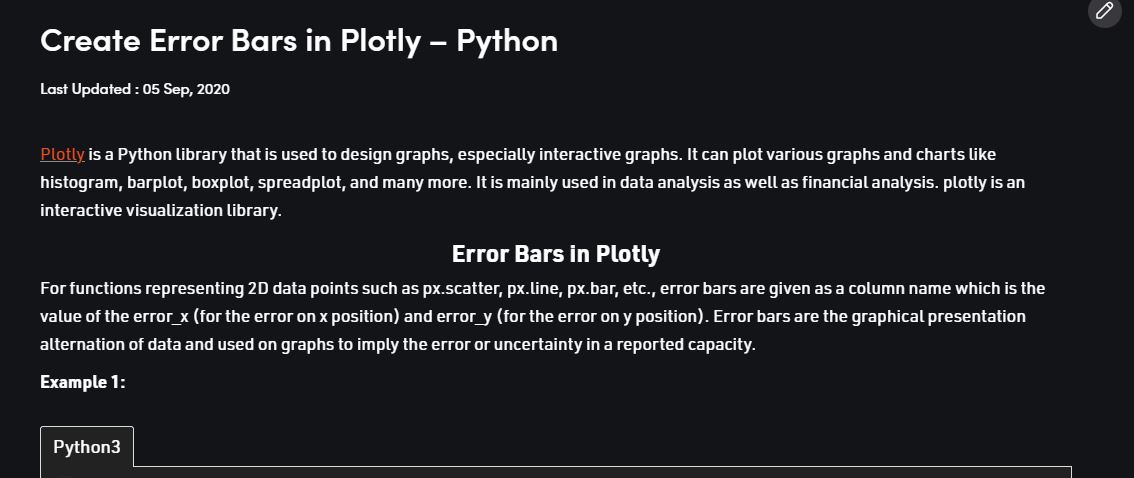 Create Error Bars in Plotly – Python
Last Updated : 05 Sep, 2020
Plotly is a Python library that is used to design graphs, especially interactive graphs. It can plot various graphs and charts like
histogram, barplot, boxplot, spreadplot, and many more. It is mainly used in data analysis as well as financial analysis. plotly is an
interactive visualization library.
Error Bars in Plotly
For functions representing 2D data points such as px.scatter, px.line, px.bar, etc., error bars are given as a column name which is the
value of the error_x (for the error on x position) and error_y (for the error on y position). Error bars are the graphical presentation
alternation of data and used on graphs to imply the error or uncertainty in a reported capacity.
Example 1:
Python3